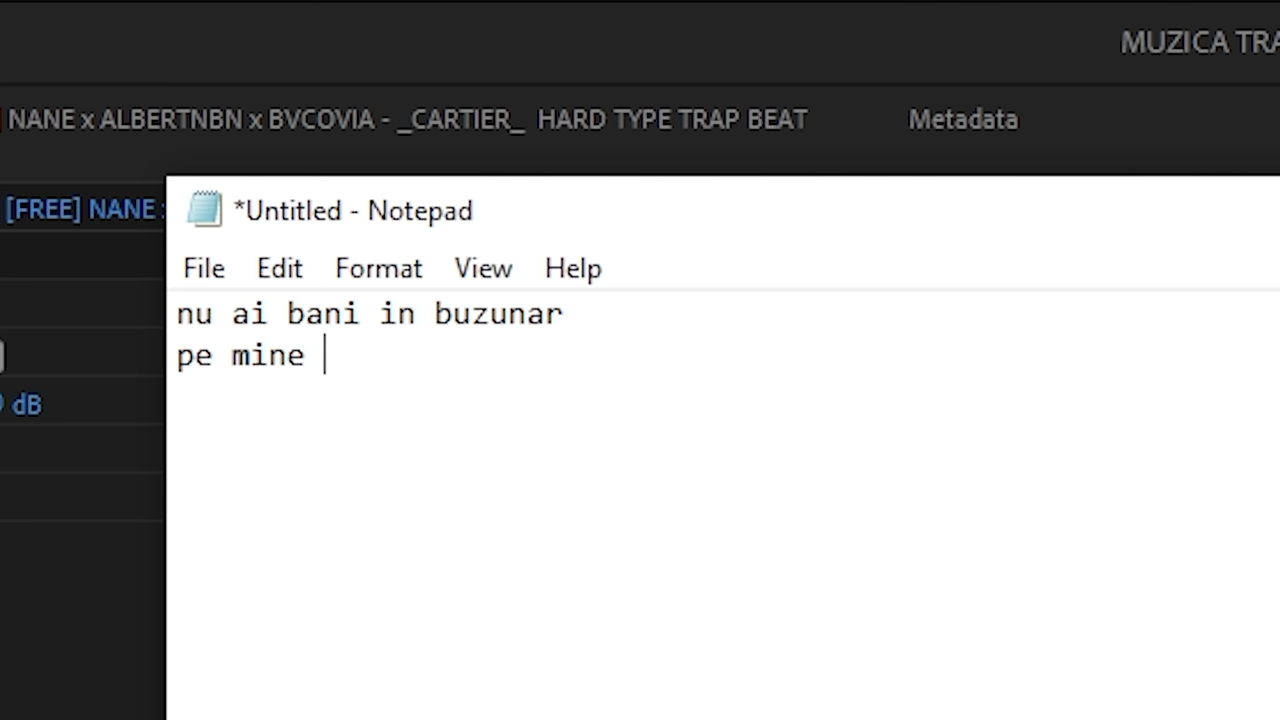 MUZICA TRA
NANE x ALBERTNBN x BVCOVIA - _CARTIER_ HARD TYPE TRAP BEAT Metadata
[FREE] NANE
*Untitled - Notepad
File Edit Format View Help
nu ai bani in buzunar
pe mine
dB